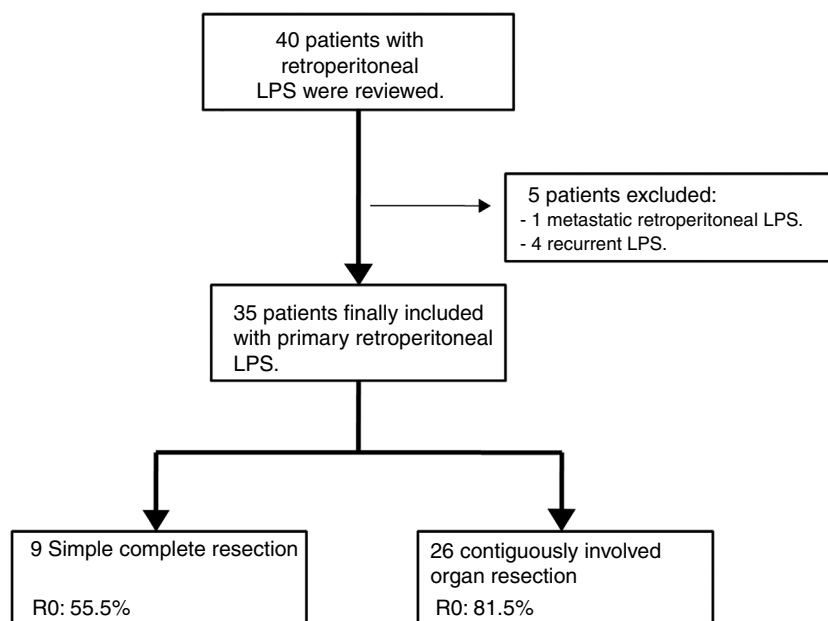 40 patients with
retroperitoneal
LPS were reviewed.
5 patients excluded:
- 1 metastatic retroperitoneal LPS.
- 4 recurrent LPS.
35 patients finally included
with primary retroperitoneal
LPS.
9 Simple complete resection
R0: 55.5%
26 contiguously involved
organ resection
R0: 81.5%